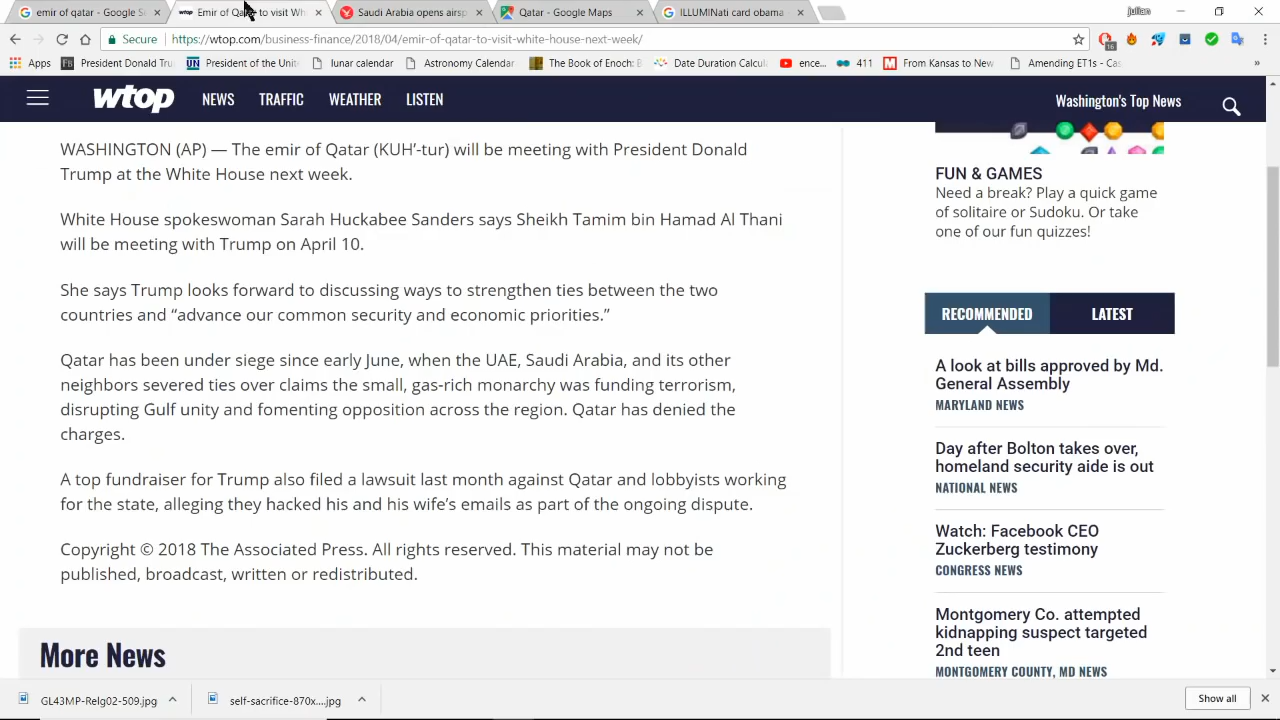 emir of qatar - Google S
wtop Emir of Qatar to visit Wh
Saudi Arabia opens airsp
Qatar - Google Maps
ILLUMINati card obama
julian
Secure https://wtop.com/business-finance/2018/04/emir-of-qatar-to-visit-white-house-next-week/
16
Apps President Donald Tru President of the Unit lunar calendar Astronomy Calendar The Book of Enoch: Date Duration Calcul ence... 411 From Kansas to New Amending ET1s - Cas »
wtop NEWS TRAFFIC WEATHER LISTEN Washington's Top News
WASHINGTON (AP) — The emir of Qatar (KUH’-tur) will be meeting with President Donald
Trump at the White House next week.
White House spokeswoman Sarah Huckabee Sanders says Sheikh Tamim bin Hamad Al Thani
will be meeting with Trump on April 10.
She says Trump looks forward to discussing ways to strengthen ties between the two
countries and “advance our common security and economic priorities.”
Qatar has been under siege since early June, when the UAE, Saudi Arabia, and its other
neighbors severed ties over claims the small, gas-rich monarchy was funding terrorism,
disrupting Gulf unity and fomenting opposition across the region. Qatar has denied the
charges.
A top fundraiser for Trump also filed a lawsuit last month against Qatar and lobbyists working
for the state, alleging they hacked his and his wife’s emails as part of the ongoing dispute.
Copyright © 2018 The Associated Press. All rights reserved. This material may not be
published, broadcast, written or redistributed.
More News
FUN & GAMES
Need a break? Play a quick game
of solitaire or Sudoku. Or take
one of our fun quizzes!
RECOMMENDED LATEST
A look at bills approved by Md.
General Assembly
MARYLAND NEWS
Day after Bolton takes over,
homeland security aide is out
NATIONAL NEWS
Watch: Facebook CEO
Zuckerberg testimony
CONGRESS NEWS
Montgomery Co. attempted
kidnapping suspect targeted
2nd teen
MONTGOMERY COUNTY, MD NEWS
GL43MP-Relg02-509.jpg
self-sacrifice-870x....jpg
Show all